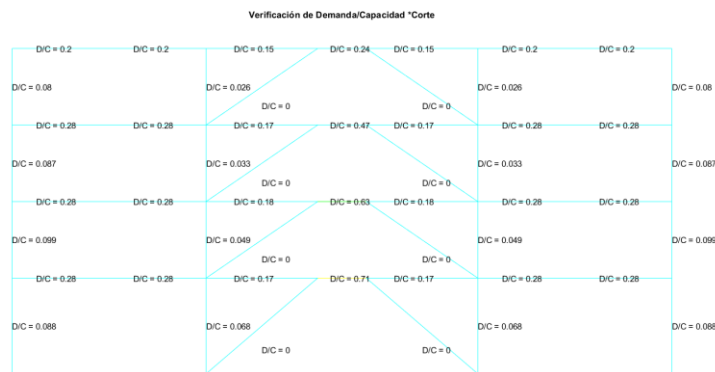 Verificación de Demanda/Capacidad *Corte
D/C = 0.2 D/C = 0.2 D/C = 0.15 D/C = 0.24 D/C = 0.15 D/C = 0.2 D/C = 0.2
D/C = 0.08 D/C = 0.026 D/C = 0.026 D/C = 0.08
D/C = 0 D/C = 0
D/C = 0.28 D/C = 0.28 D/C = 0.17 D/C = 0.47 D/C = 0.17 D/C = 0.28 D/C = 0.28
D/C = 0.087 D/C = 0.033 D/C = 0.033 D/C = 0.087
D/C = 0 D/C = 0
D/C = 0.28 D/C = 0.28 D/C = 0.18 D/C = 0.63 D/C = 0.18 D/C = 0.28 D/C = 0.28
D/C = 0.099 D/C = 0.049 D/C = 0.049 D/C = 0.099
D/C = 0 D/C = 0
D/C = 0.28 D/C = 0.28 D/C = 0.17 D/C = 0.71 D/C = 0.17 D/C = 0.28 D/C = 0.28
D/C = 0.088 D/C = 0.068 D/C = 0.068 D/C = 0.088
D/C = 0 D/C = 0